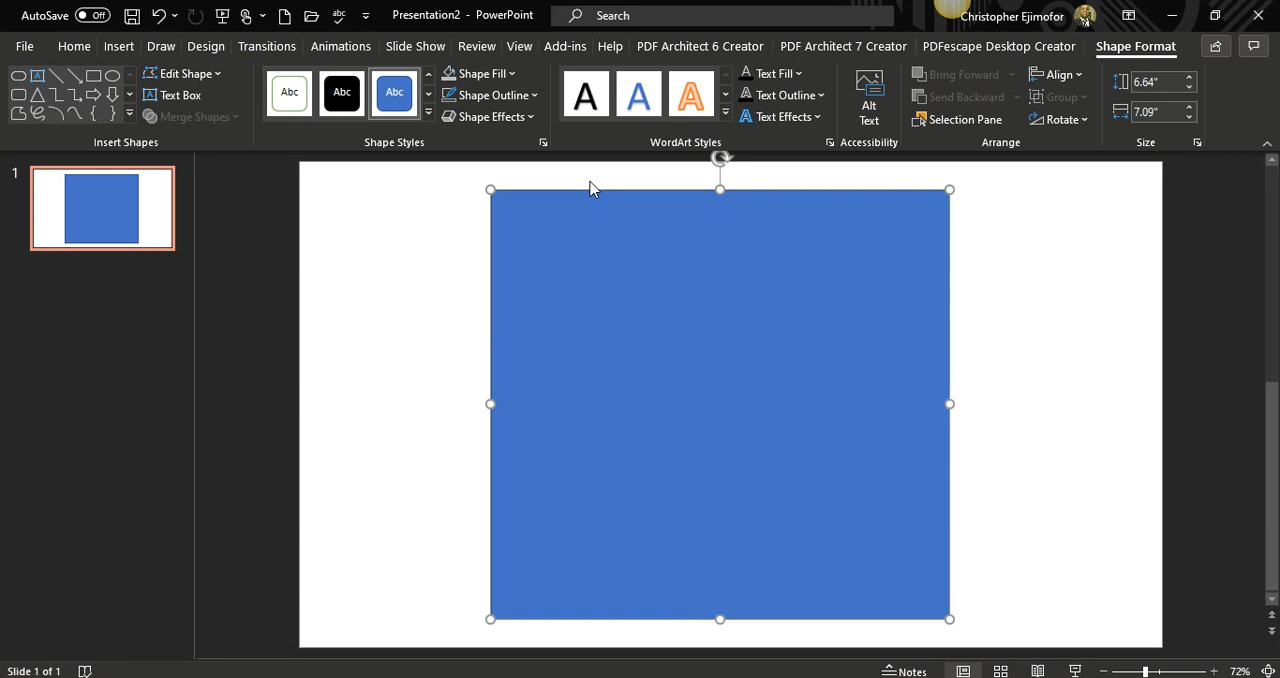 AutoSave Off abc Presentation2 - PowerPoint Search Christopher Ejimofor
File Home Insert Draw Design Transitions Animations Slide Show Review View Add-ins Help PDF Architect 6 Creator PDF Architect 7 Creator PDFescape Desktop Creator Shape Format
Edit Shape
Text Box
Merge Shapes
Insert Shapes
Abc Abc Abc
Shape Fill
Shape Outline
Shape Effects
Shape Styles
A A A
Text Fill
Text Outline
Text Effects
WordArt Styles
Alt
Text
Accessibility
Bring Forward
Send Backward
Selection Pane
Align
Group
Rotate
Arrange
6.64"
7.09"
Size
1
Slide 1 of 1 Notes 72%